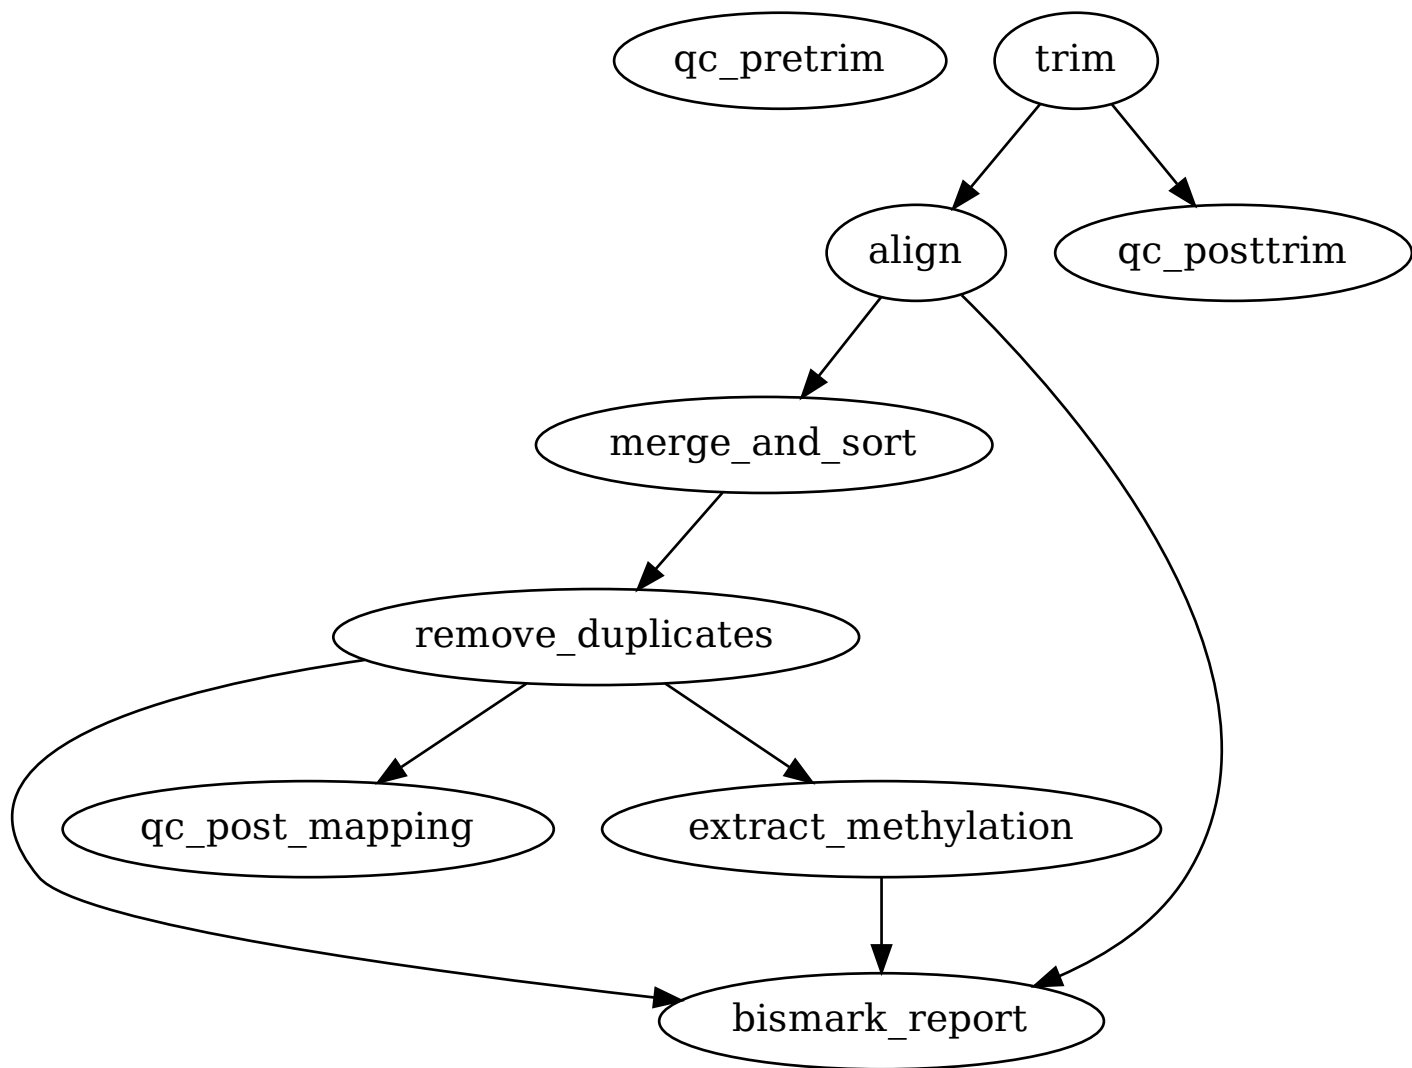 qc_pretrim
trim
align
qc_posttrim
merge_and_sort
remove_duplicates
qc_post_mapping
extract_methylation
bismark_report